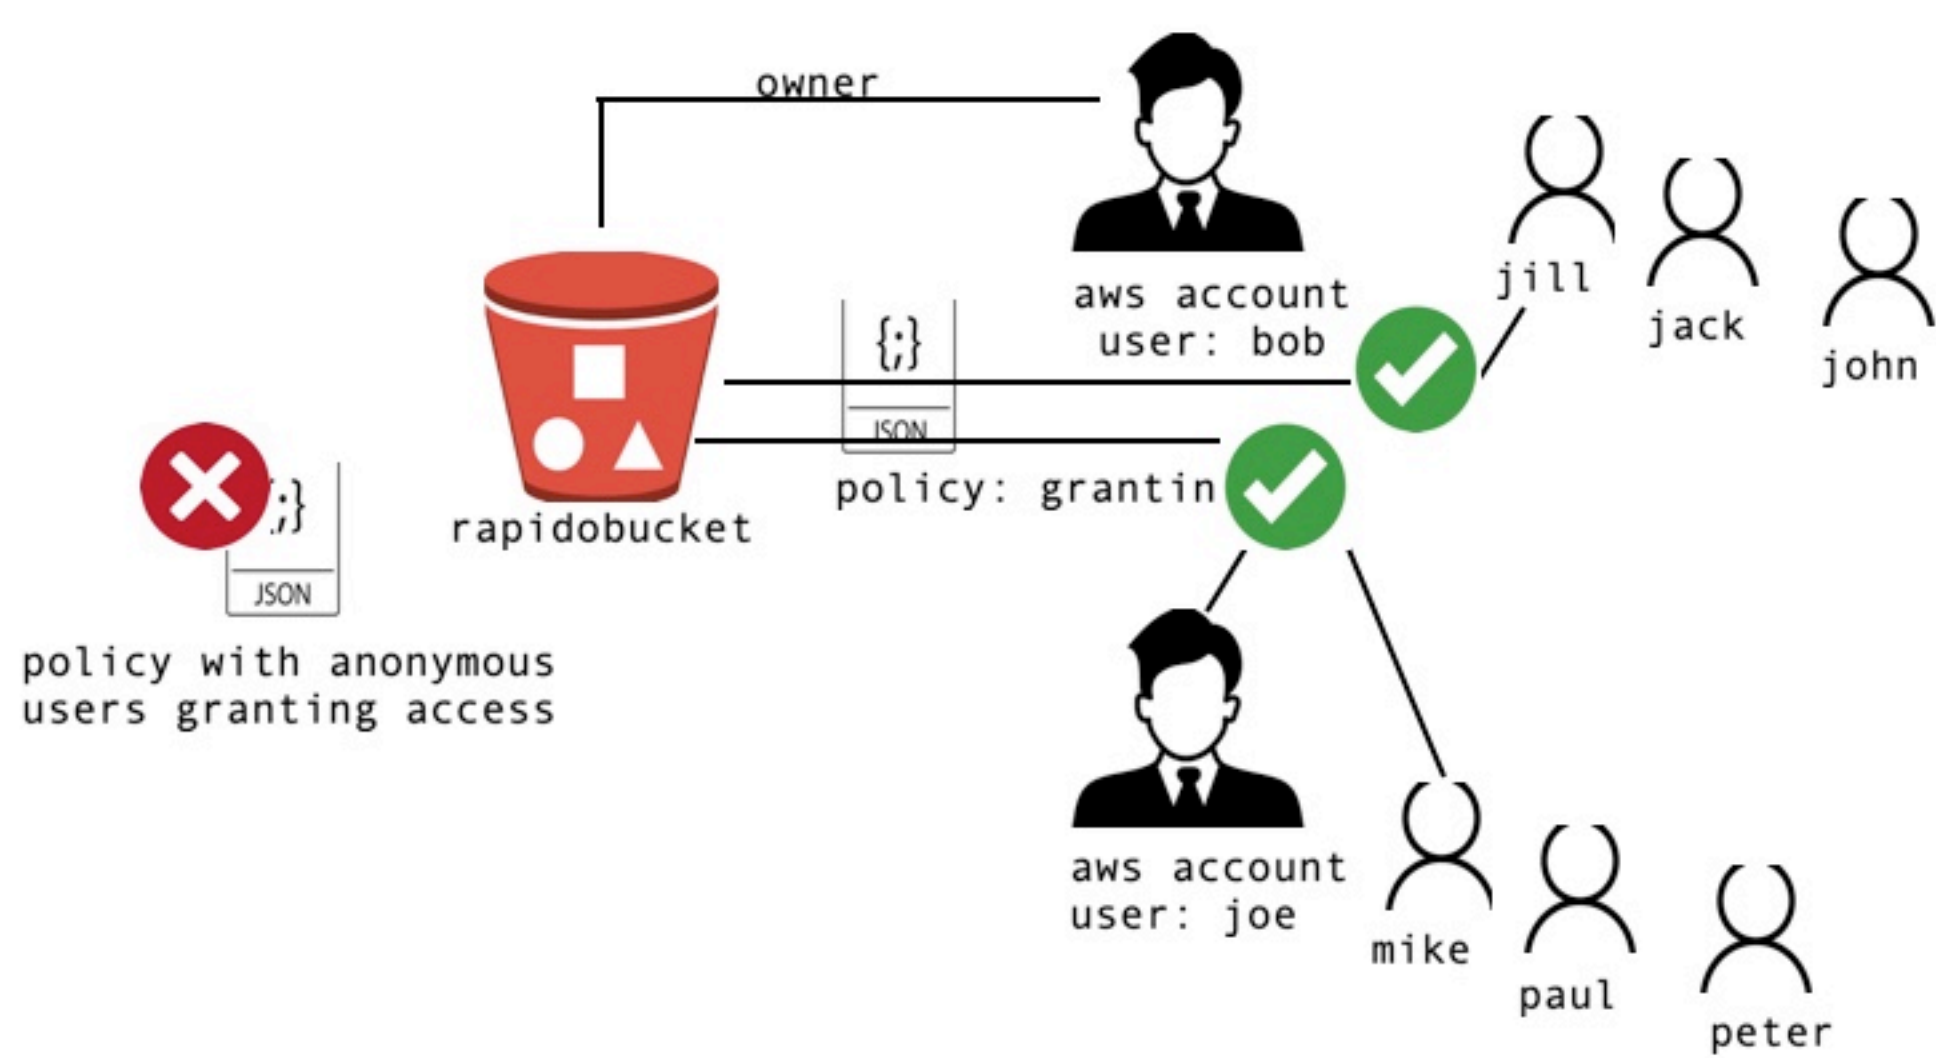 owner
aws account
user: bob
jill
jack
john
{;}
JSON
policy: grantin
rapidobucket
;}
JSON
policy with anonymous
users granting access
aws account
user: joe
mike
paul
peter